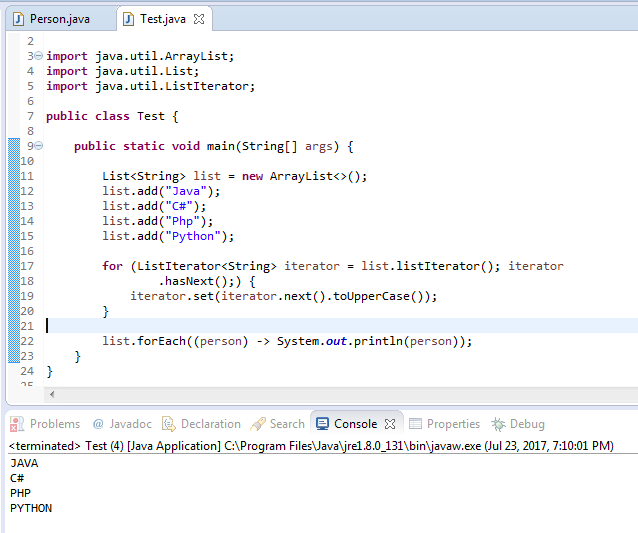 Person.java Test.java
2
3 import java.util.ArrayList;
4 import java.util.List;
5 import java.util.ListIterator;
6
7 public class Test {
8
9 public static void main(String[] args) {
10
11 List<String> list = new ArrayList<>();
12 list.add("Java");
13 list.add("C#");
14 list.add("Php");
15 list.add("Python");
16
17 for (ListIterator<String> iterator = list.listIterator(); iterator
18 .hasNext();) {
19 iterator.set(iterator.next().toUpperCase());
20 }
21
22 list.forEach((person) -> System.out.println(person));
23 }
24 }
25
Problems @ Javadoc Declaration Search Console Properties Debug
<terminated> Test (4) [Java Application] C:\Program Files\Java\jre1.8.0_131\bin\javaw.exe (Jul 23, 2017, 7:10:01 PM)
JAVA
C#
PHP
PYTHON